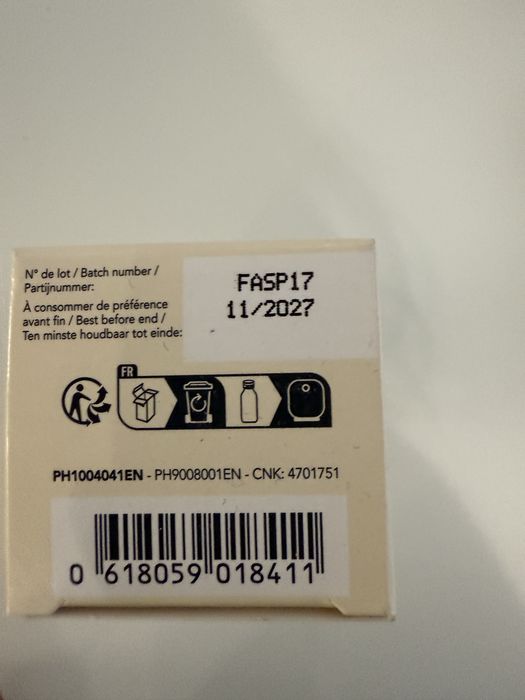 N° de lot / Batch number /
Partijnummer:
FASP17
À consommer de préférence
avant fin / Best before end /
Ten minste houdbaar tot einde:
11/2027
FR
PH1004041EN - PH9008001EN - CNK: 4701751
0 618059 018411